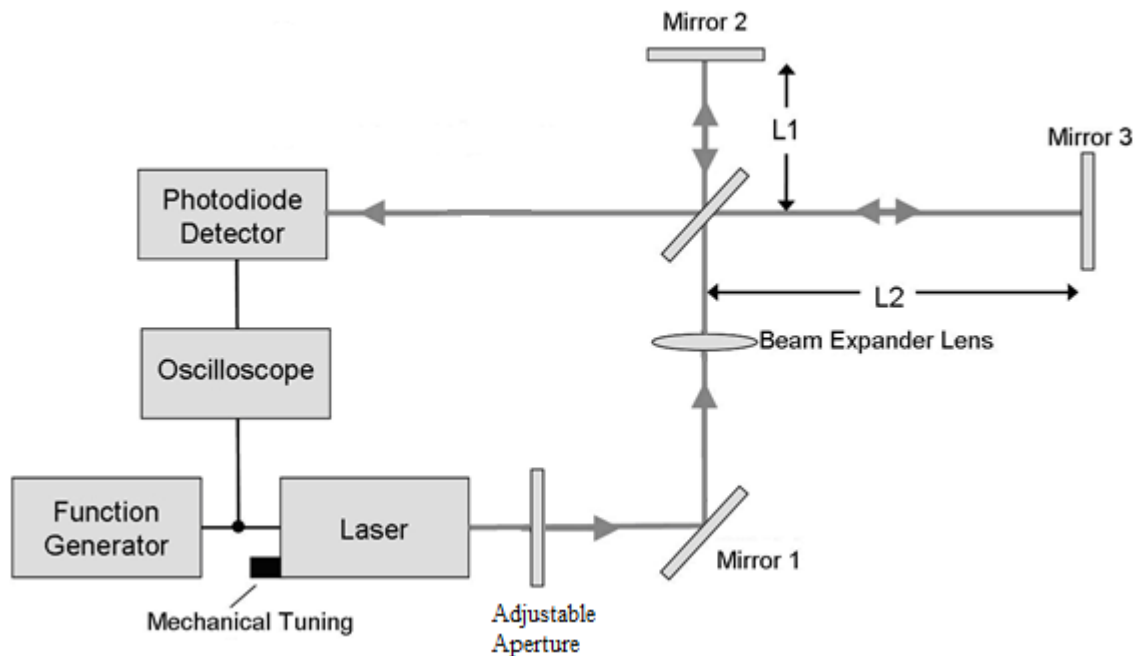 Mirror 2
L1
Mirror 3
Photodiode
Detector
L2
Beam Expander Lens
Oscilloscope
Function
Generator
Laser
Mirror 1
Mechanical Tuning
Adjustable
Aperture